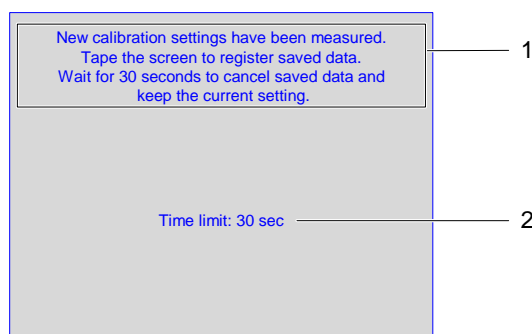 New calibration settings have been measured.
Tape the screen to register saved data.
Wait for 30 seconds to cancel saved data and
keep the current setting.
1
Time limit: 30 sec
2